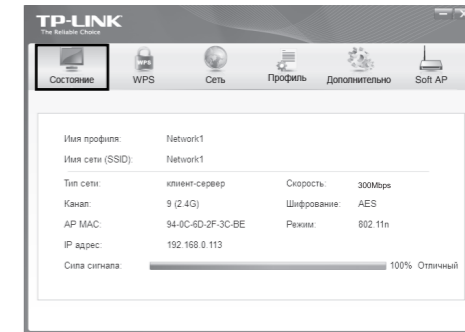 TP-LINK
The Reliable Choice
Состояние WPS Сеть Профиль Дополнительно Soft AP
WPS
Имя профиля: Network1
Имя сети (SSID): Network1
Тип сети: клиент-сервер Скорость: 300Mbps
Канал: 9 (2.4G) Шифрование: AES
AP MAC: 94-0C-6D-2F-3C-BE Режим: 802.11n
IP адрес: 192.168.0.113
Сила сигнала: 100% Отличный